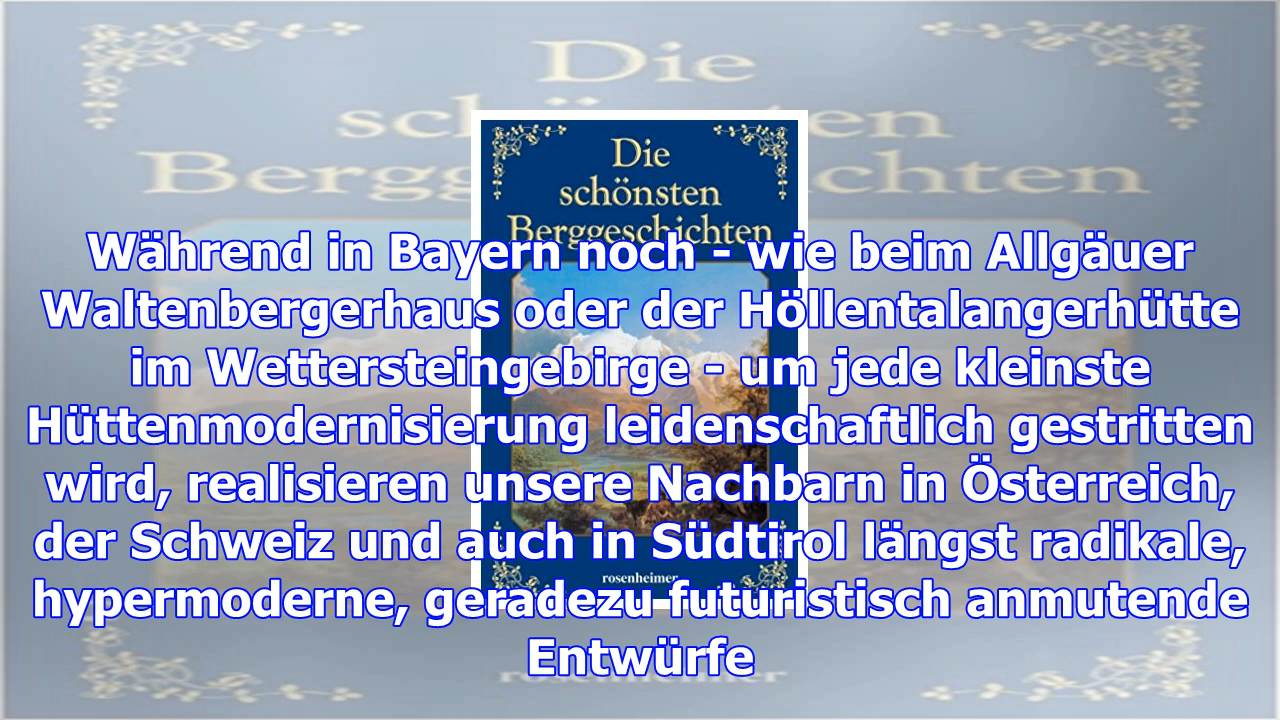 Die
schönsten
Berggeschichten
Während in Bayern noch - wie beim Allgäuer
Waltenbergerhaus oder der Höllentalangerhütte
im Wettersteingebirge - um jede kleinste
Hüttenmodernisierung leidenschaftlich gestritten
wird, realisieren unsere Nachbarn in Österreich,
der Schweiz und auch in Südtirol längst radikale,
hypermoderne, geradezu futuristisch anmutende
Entwürfe
rosenheimer